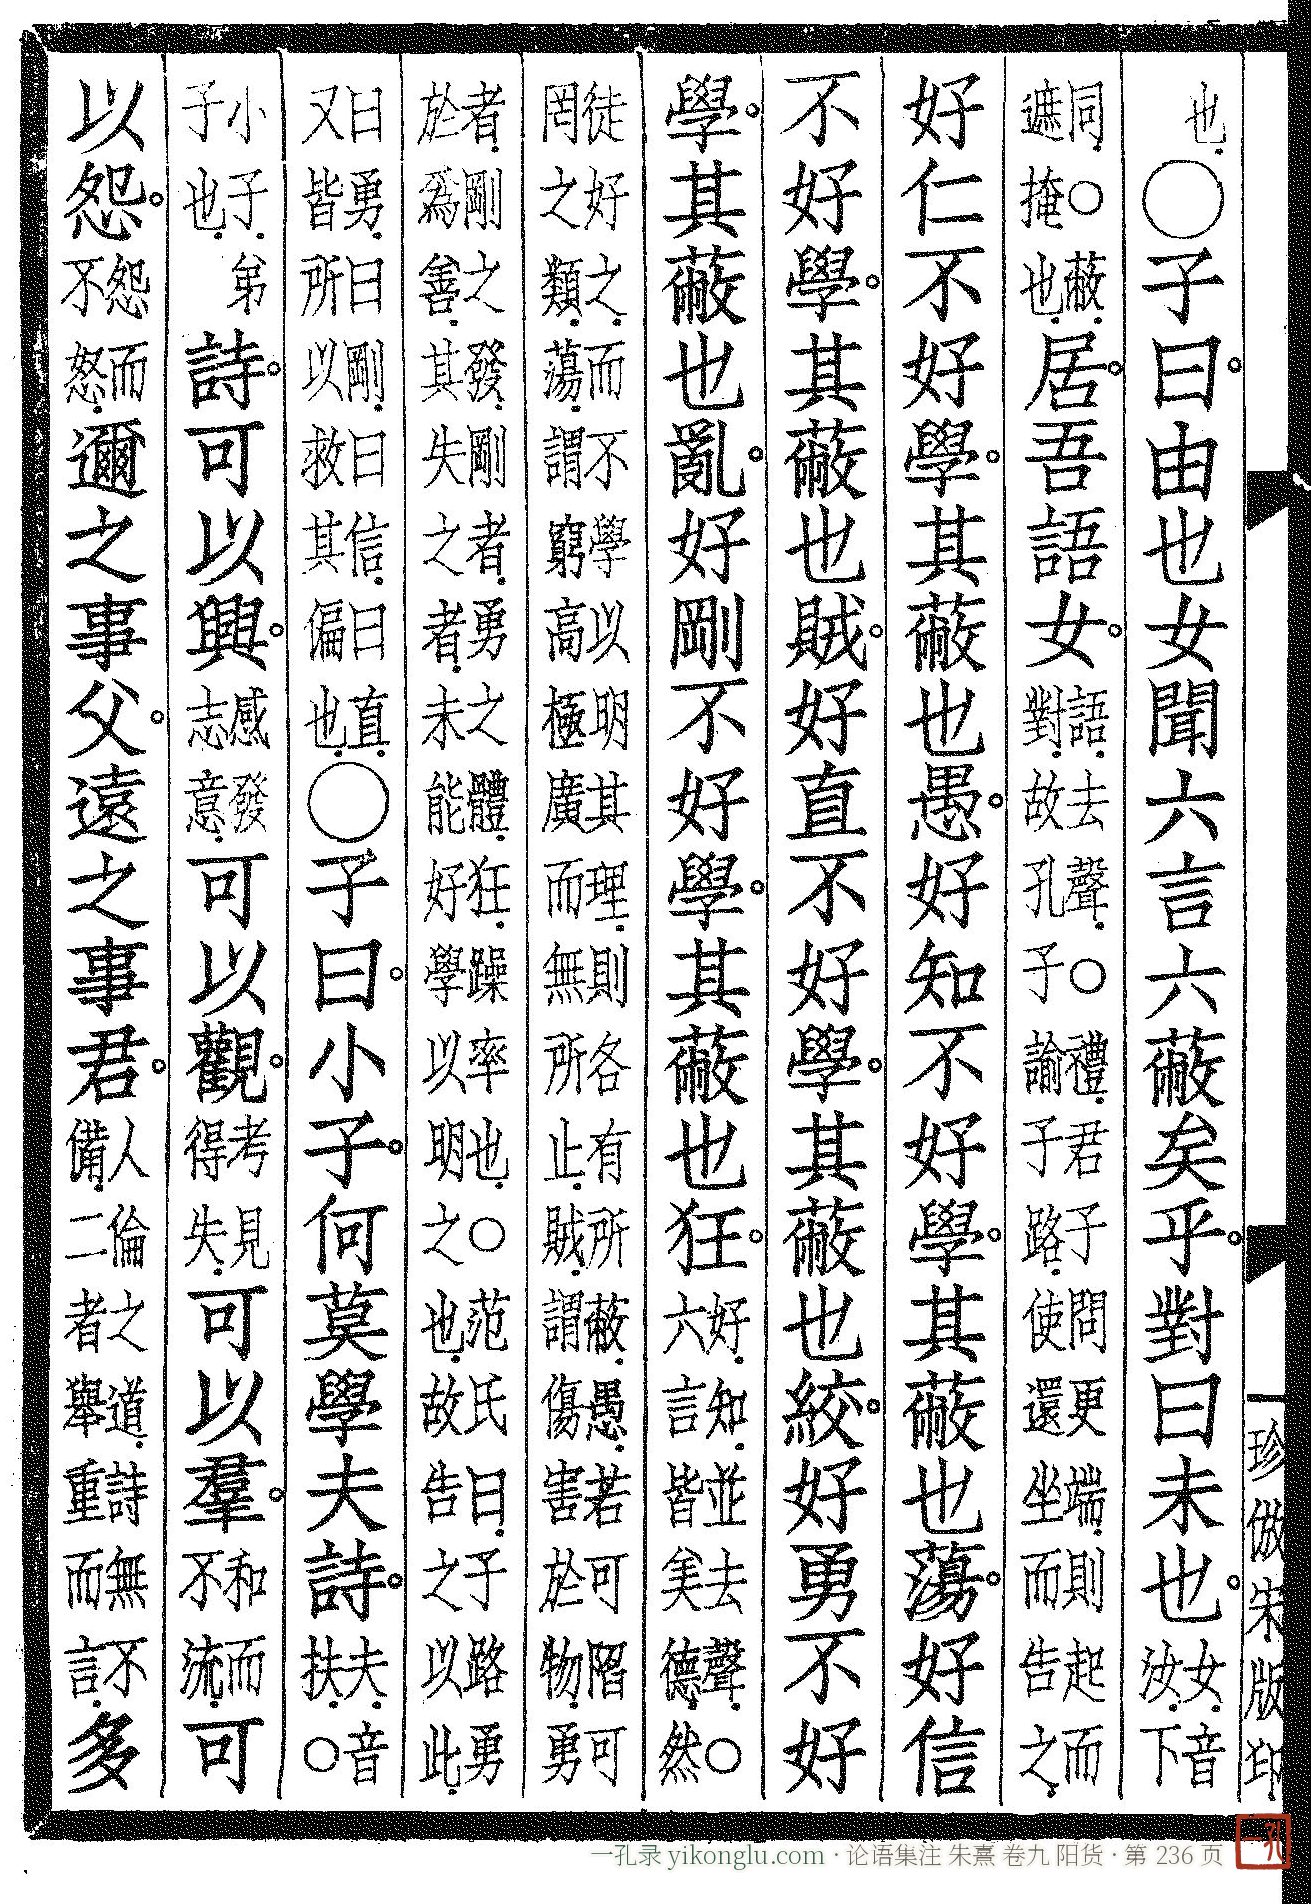 珍倣宋版印
也。○子曰。由也女聞六言六蔽矣乎。對曰未也。女音汝下
同○蔽遮掩也居。吾語女。語去聲○禮君子問更端則起而對故孔子諭子路使還坐而告之
好仁不好學。其蔽也愚。好知不好學。其蔽也蕩。好信
不好學。其蔽也賊。好直不好學。其蔽也絞。好勇不好
學。其蔽也亂。好剛不好學。其蔽也狂。好知並去聲○六言皆美德然
徒好之而不學以明其理則各有所蔽愚若可陷可罔之類蕩謂窮高極廣而無所止賊謂傷害於物勇
者剛之發剛者勇之體狂躁率也○范氏曰子路勇於爲善其失之者未能好學以明之也故告之以此
曰勇曰剛曰信曰直又皆所以救其偏也○子曰。小子。何莫學夫詩。夫音扶○
小子弟子也詩。可以興。感發志意可以觀。考見得失可以羣。和而不流可
以怨。怨而不怒邇之事父。遠之事君。人倫之道詩無不備二者舉重而言多
一孔录 yikonglu.com · 论语集注 朱熹 卷九 阳货 · 第 236 页
一孔